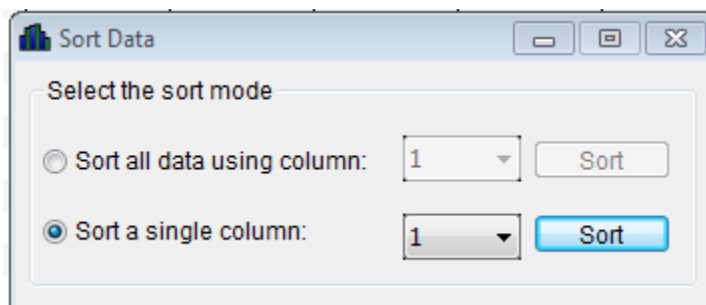 Sort Data
Select the sort mode
Sort all data using column: 1 Sort
Sort a single column: 1 Sort